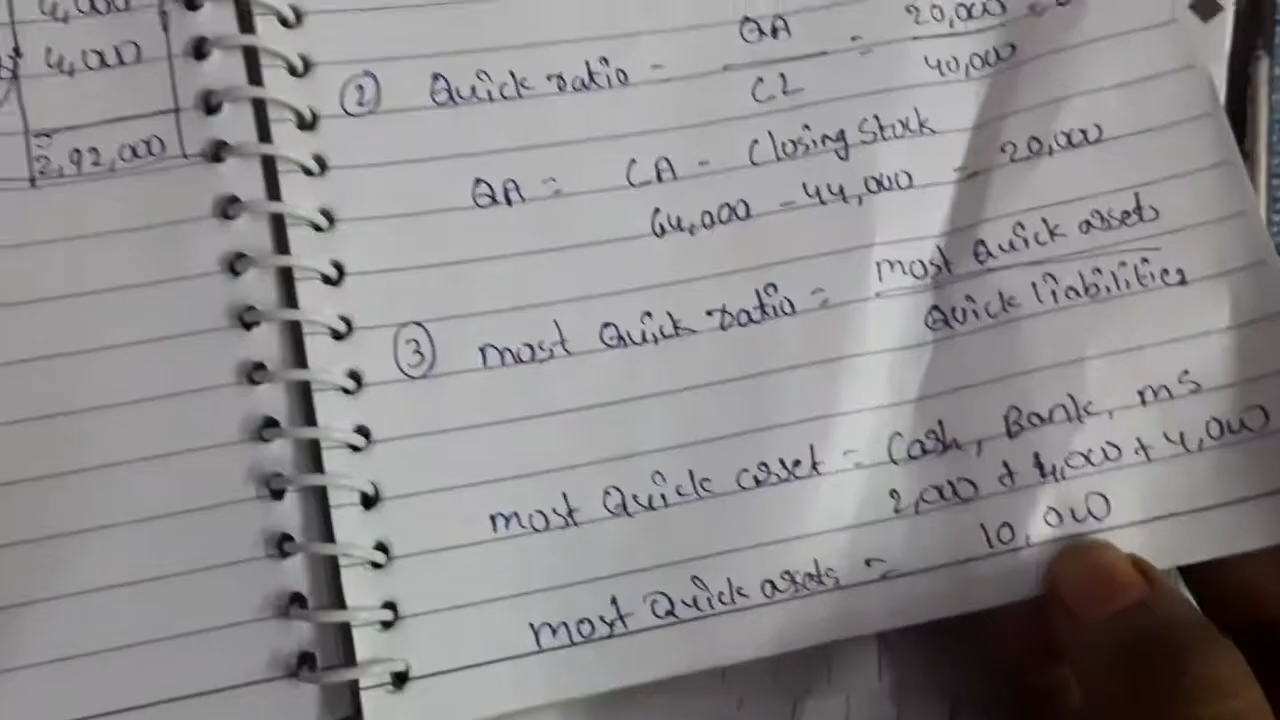 4,000
4,000
2,92,000
② Quick ratio = QA / CL = 20,000 / 40,000
QA = CA - Closing Stock
64,000 - 44,000 = 20,000
③ most Quick ratio = most Quick assets / Quick liabilities
most Quick asset = Cash, Bank, ms
2,000 + 4,000 + 4,000
most Quick assets = 10,000